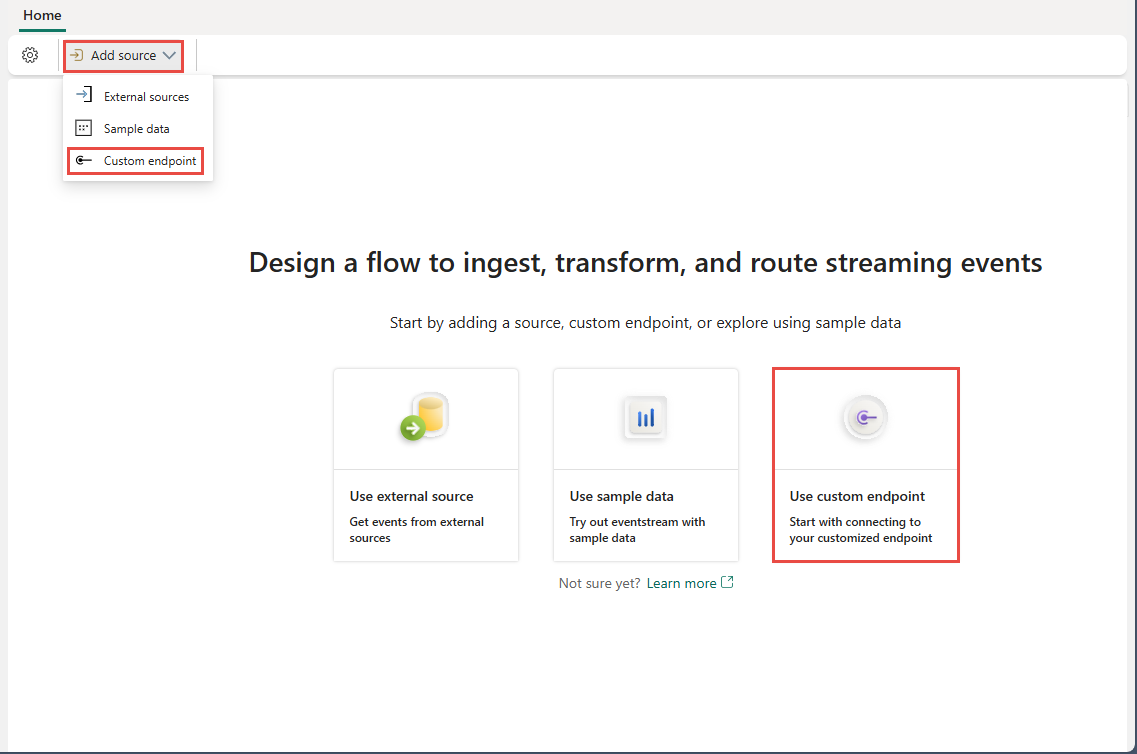 Home
Add source
External sources
Sample data
Custom endpoint
Design a flow to ingest, transform, and route streaming events
Start by adding a source, custom endpoint, or explore using sample data
Use external source
Get events from external
sources
Use sample data
Try out eventstream with
sample data
Use custom endpoint
Start with connecting to
your customized endpoint
Not sure yet? Learn more